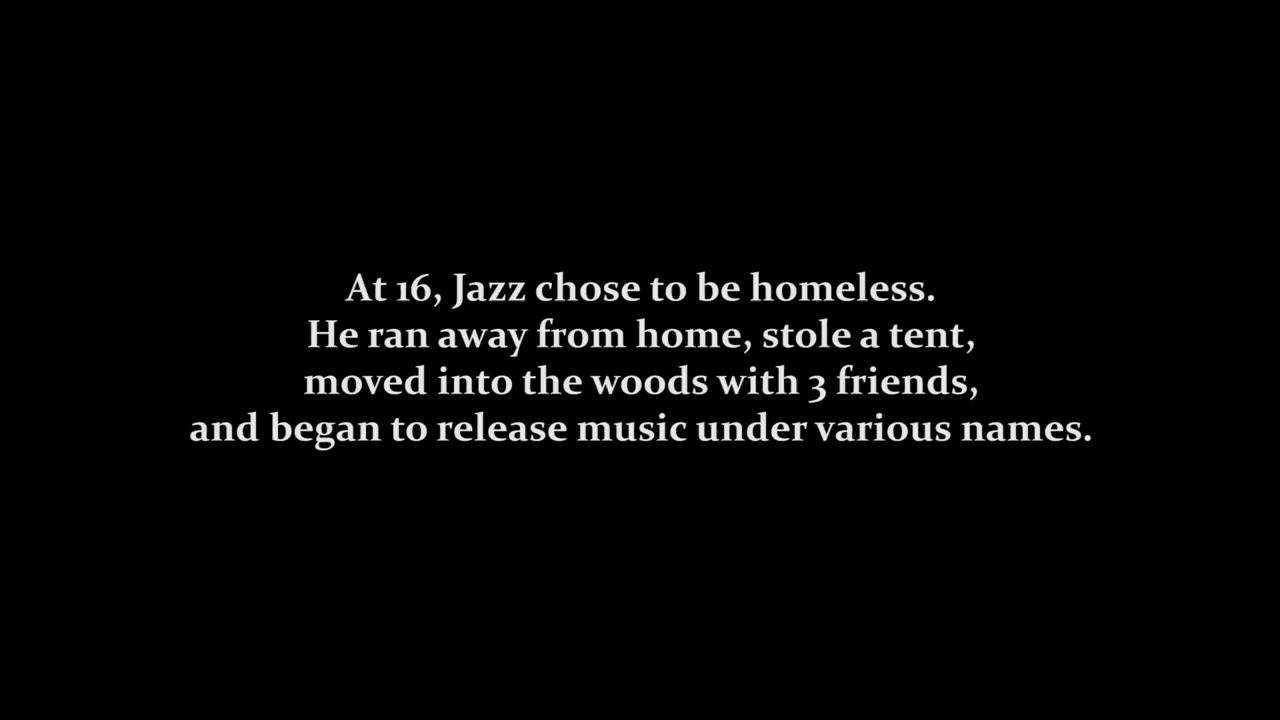 At 16, Jazz chose to be homeless.
He ran away from home, stole a tent,
moved into the woods with 3 friends,
and began to release music under various names.